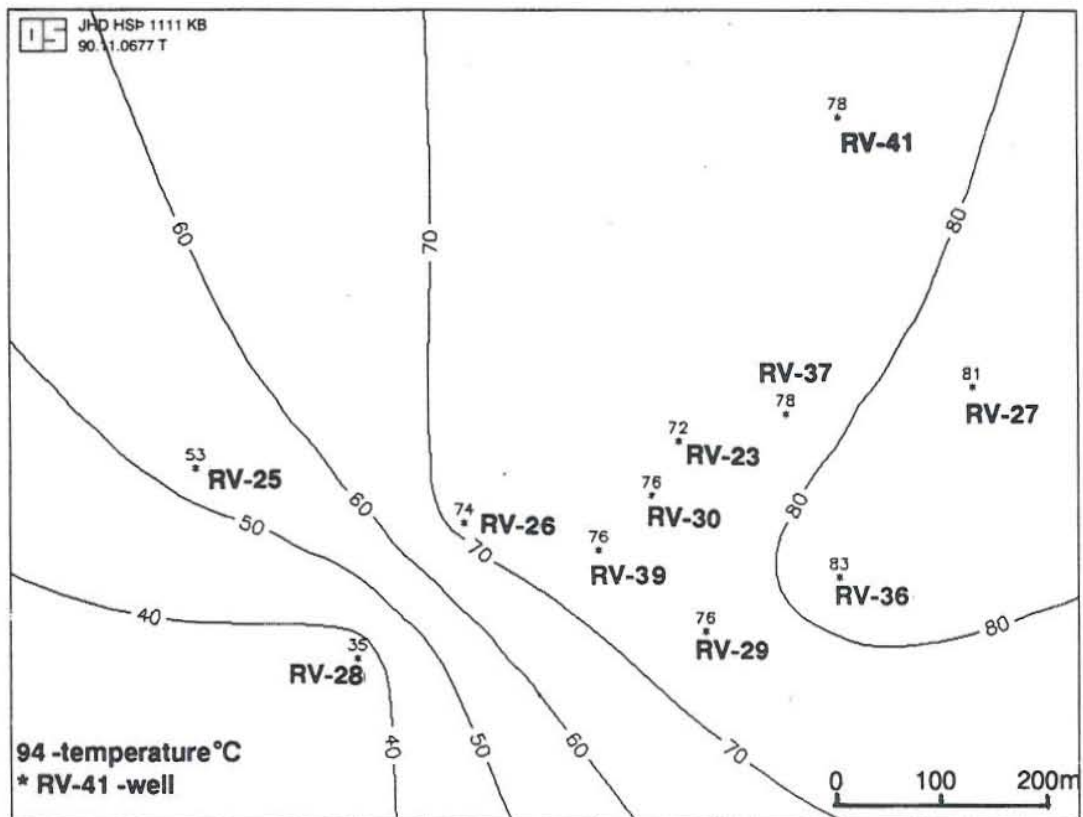 OS JHD HSÞ 1111 KB
90.11.0677 T
78
RV-41
60
70
80
RV-37
78
81
RV-27
72
RV-23
53
RV-25
76
RV-30
80
50
60
74
RV-26
70
76
RV-39
83
RV-36
40
76
RV-29
80
35
RV-28
40
50
60
70
94 -temperature°C
* RV-41 -well
0 100 200m